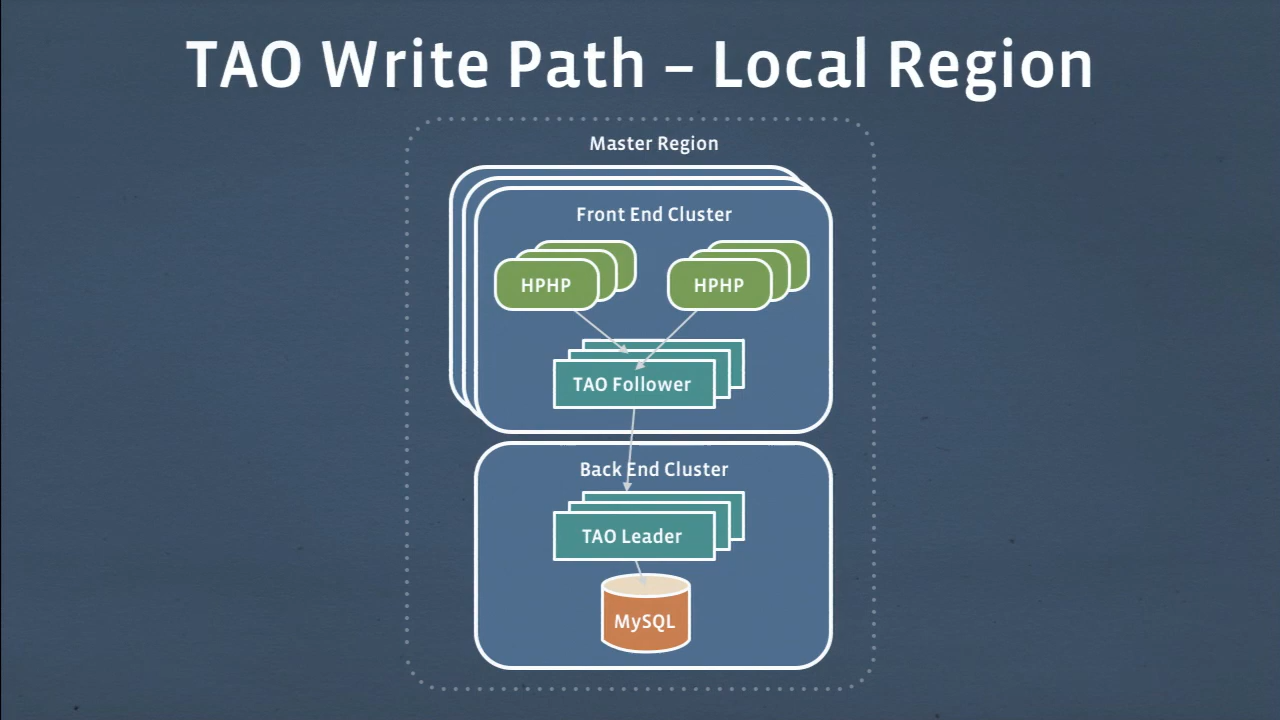 TAO Write Path – Local Region
Master Region
Front End Cluster
HPHP
HPHP
TAO Follower
Back End Cluster
TAO Leader
MySQL